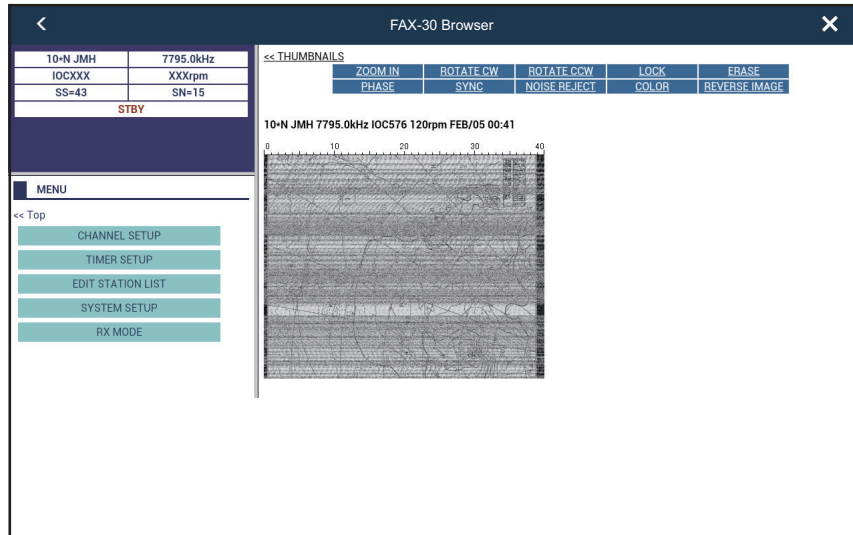 FAX-30 Browser
10•N JMH 7795.0kHz
IOCXXX XXXrpm
SS=43 SN=15
STBY
MENU
<< Top
CHANNEL SETUP
TIMER SETUP
EDIT STATION LIST
SYSTEM SETUP
RX MODE
<< THUMBNAILS
ZOOM IN ROTATE CW ROTATE CCW LOCK ERASE
PHASE SYNC NOISE REJECT COLOR REVERSE IMAGE
10•N JMH 7795.0kHz IOC576 120rpm FEB/05 00:41
0 10 20 30 40